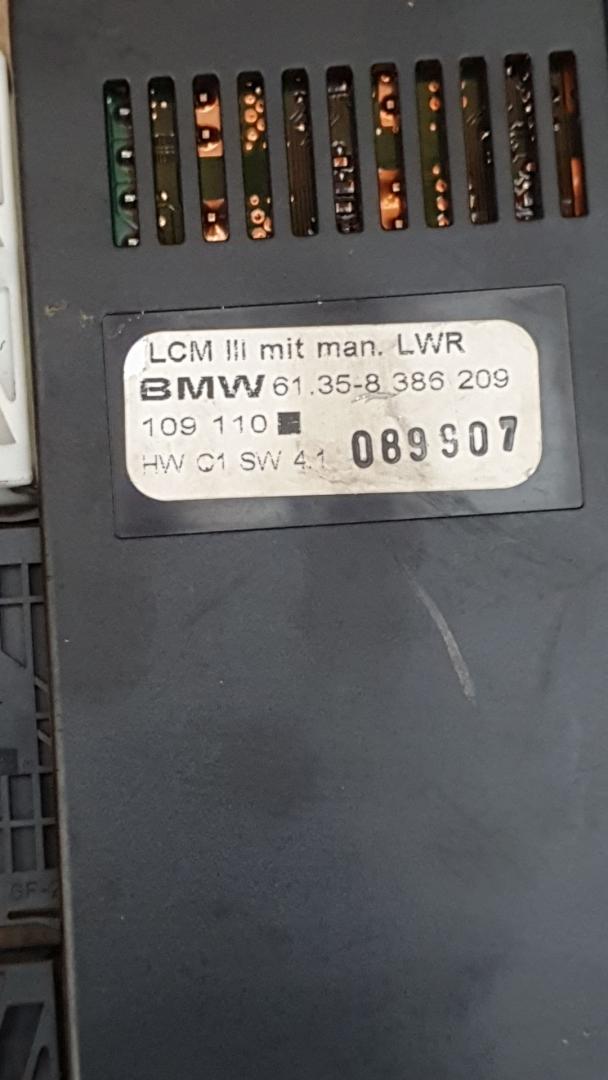 LCM III mit man. LWR
BMW 61.35-8 386 209
109 110
HW C1 SW 4.1 089907
GF-